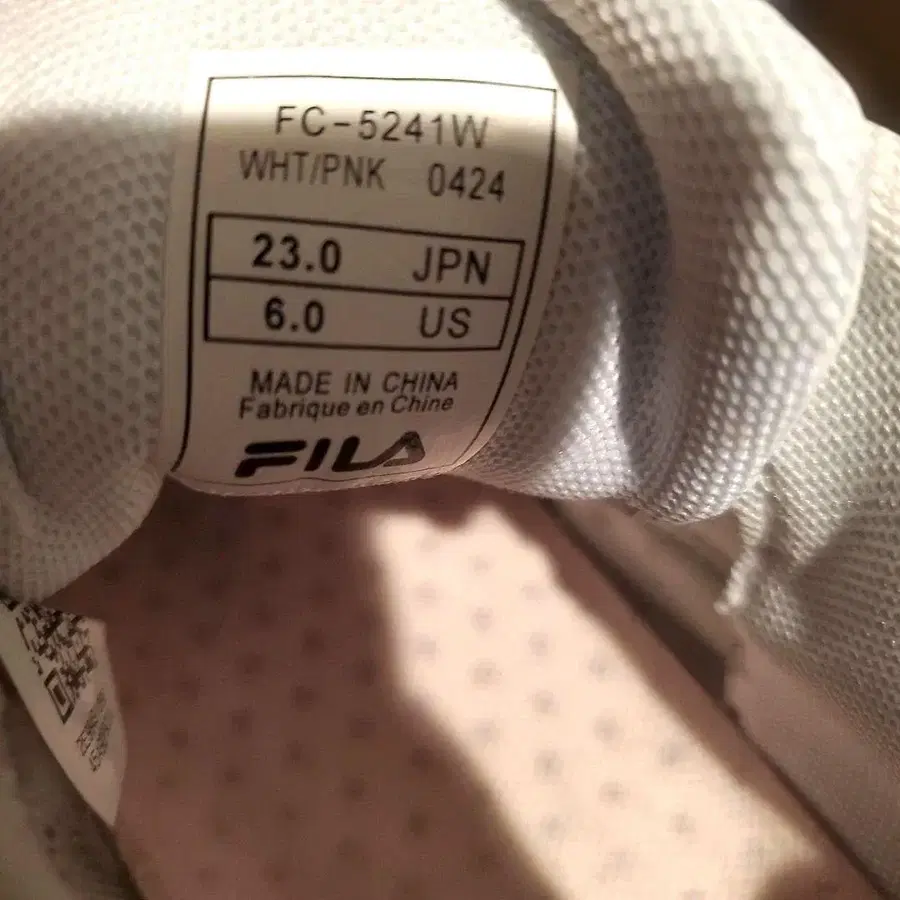 FC-5241W
WHT/PNK 0424
23.0 JPN
6.0 US
MADE IN CHINA
Fabrique en Chine
FILA